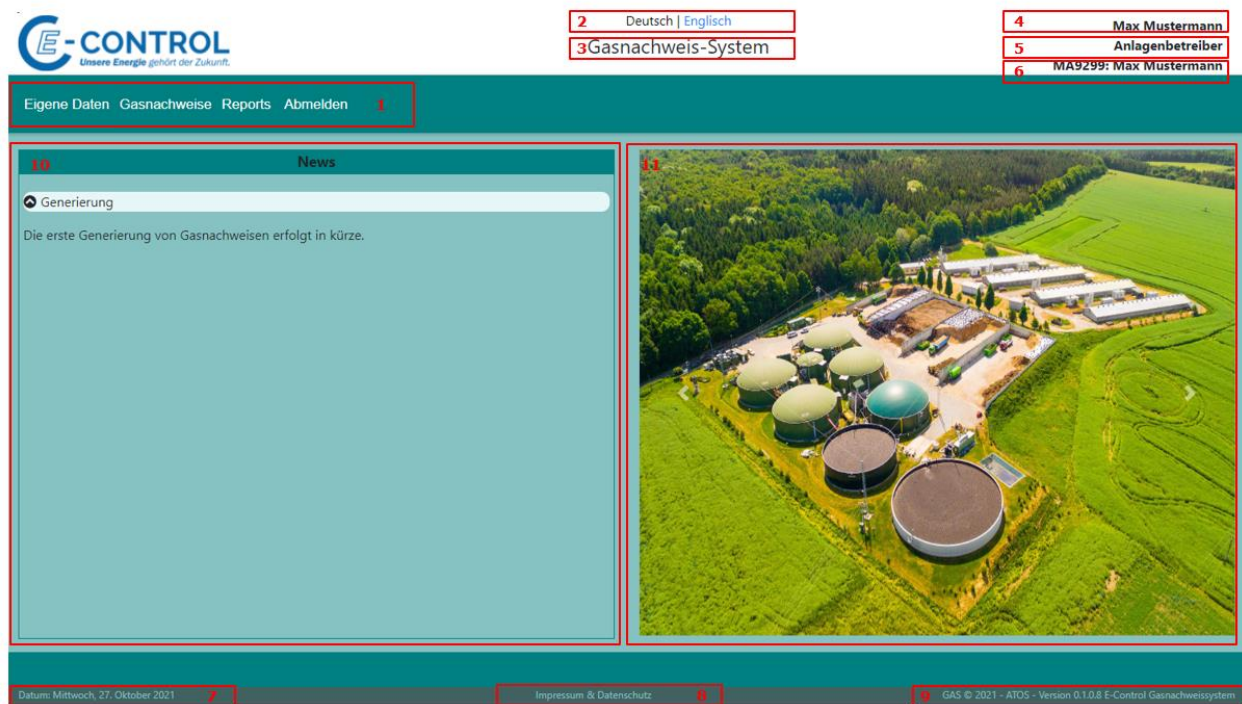 E-CONTROL
Unsere Energie gehört der Zukunft.
2 Deutsch | Englisch
3 Gasnachweis-System
4 Max Mustermann
5 Anlagenbetreiber
6 MA9299: Max Mustermann
Eigene Daten Gasnachweise Reports Abmelden 1
10 News
11
Generierung
Die erste Generierung von Gasnachweisen erfolgt in kürze.
Datum: Mittwoch, 27. Oktober 2021 7
Impressum & Datenschutz 8
9 GAS © 2021 - ATOS - Version 0.1.0.8 E-Control Gasnachweissystem